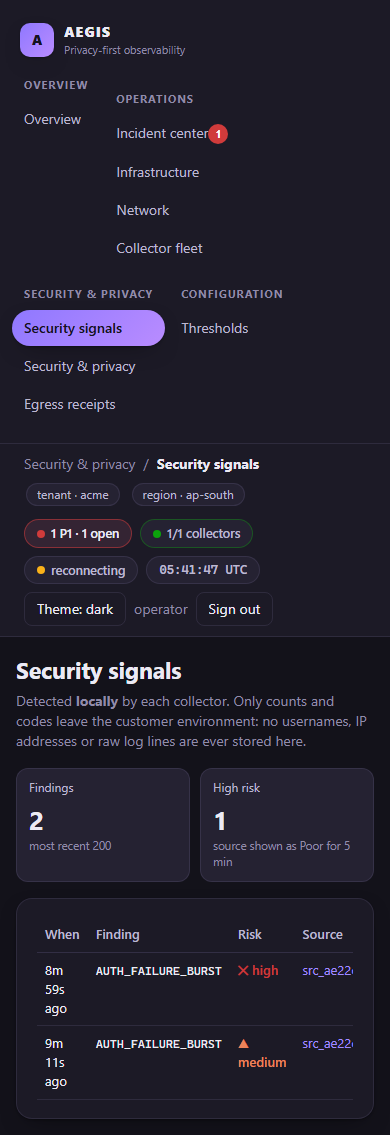 A
AEGIS
Privacy-first observability
OVERVIEW
Overview
OPERATIONS
Incident center 1
Infrastructure
Network
Collector fleet
SECURITY & PRIVACY
Security signals
Security & privacy
Egress receipts
CONFIGURATION
Thresholds
Security & privacy / Security signals
tenant · acme region · ap-south
1 P1 · 1 open 1/1 collectors
reconnecting 05:41:47 UTC
Theme: dark operator Sign out
Security signals
Detected locally by each collector. Only counts and
codes leave the customer environment: no usernames, IP
addresses or raw log lines are ever stored here.
Findings
2
most recent 200
High risk
1
source shown as Poor for 5
min
When Finding Risk Source
8m
59s
ago
AUTH_FAILURE_BURST
high
src_ae22
9m
11s
ago
AUTH_FAILURE_BURST
medium
src_ae22